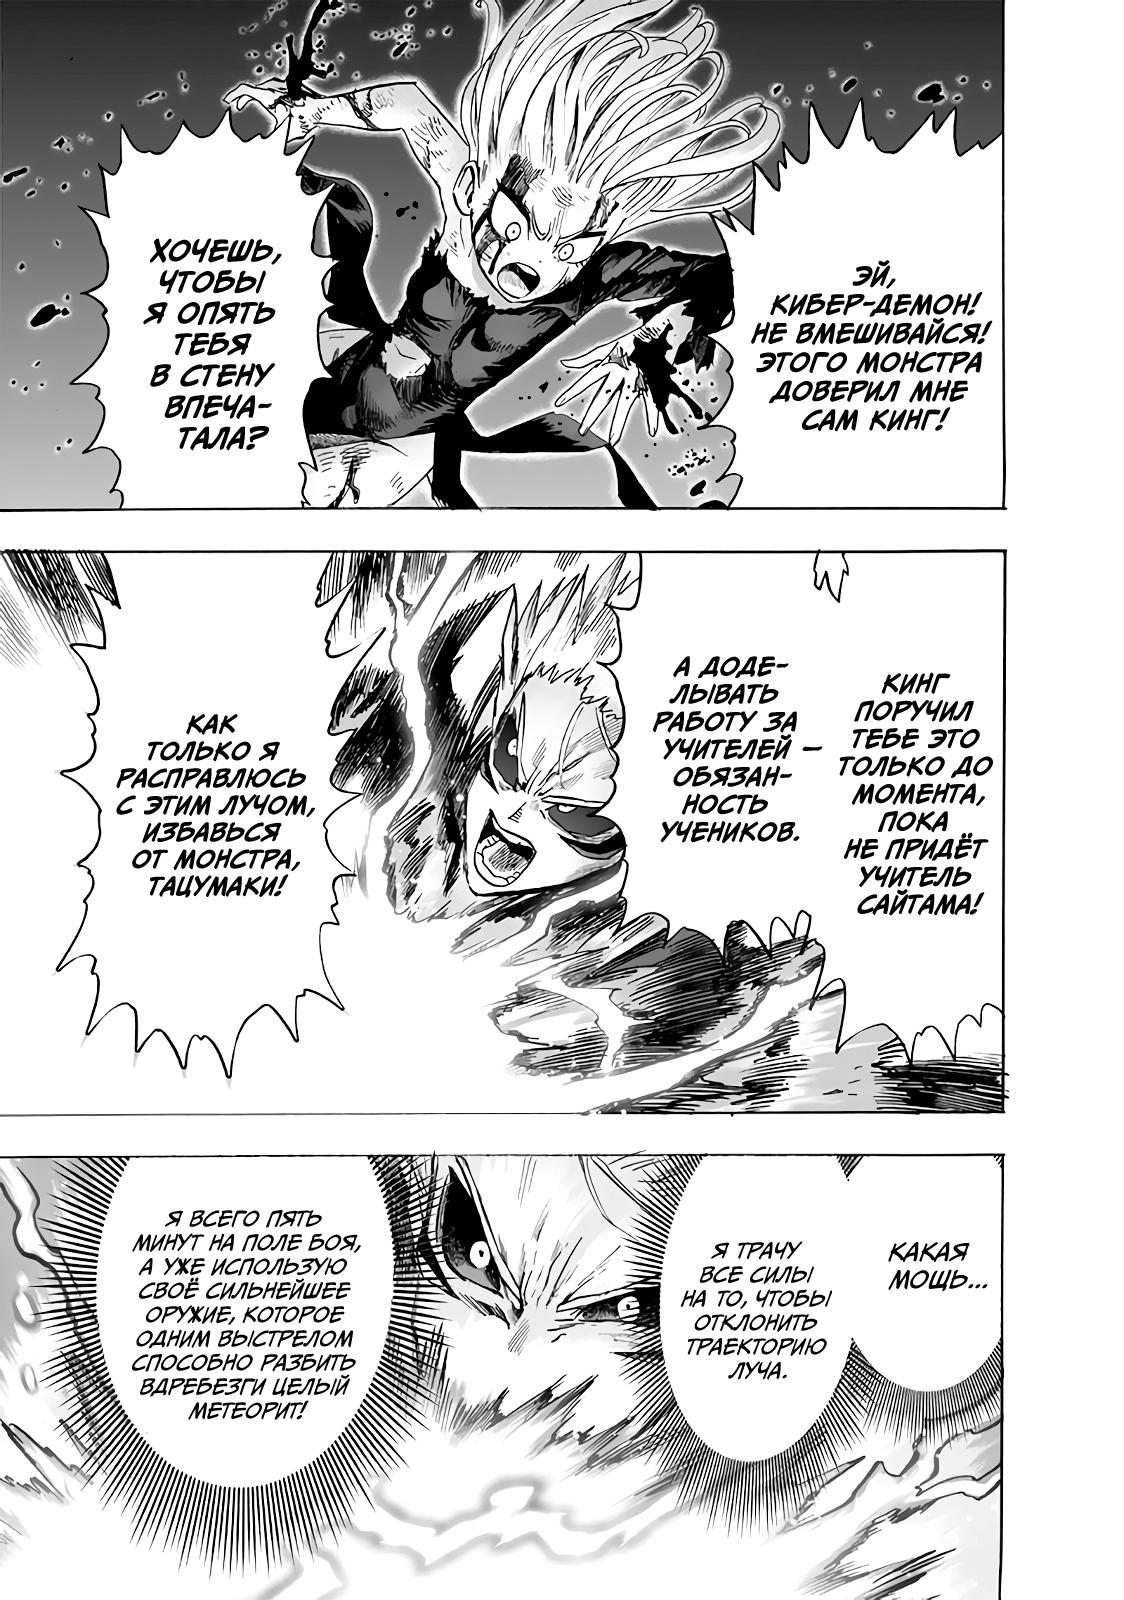 ЭЙ,
КИБЕР-ДЕМОН!
НЕ ВМЕШИВАЙСЯ!
ЭТОГО МОНСТРА
ДОВЕРИЛ МНЕ
САМ КИНГ!
ХОЧЕШЬ,
ЧТОБЫ
Я ОПЯТЬ
ТЕБЯ
В СТЕНУ
ВПЕЧА-
ТАЛА?
КИНГ
ПОРУЧИЛ
ТЕБЕ ЭТО
ТОЛЬКО ДО
МОМЕНТА,
ПОКА
НЕ ПРИДЁТ
УЧИТЕЛЬ
САЙТАМА!
А ДОДЕ-
ЛЫВАТЬ
РАБОТУ ЗА
УЧИТЕЛЕЙ –
ОБЯЗАН-
НОСТЬ
УЧЕНИКОВ.
КАК
ТОЛЬКО Я
РАСПРАВЛЮСЬ
С ЭТИМ ЛУЧОМ,
ИЗБАВЬСЯ
ОТ МОНСТРА,
ТАЦУМАКИ!
КАКАЯ
МОЩЬ...
Я ТРАЧУ
ВСЕ СИЛЫ
НА ТО, ЧТОБЫ
ОТКЛОНИТЬ
ТРАЕКТОРИЮ
ЛУЧА.
Я ВСЕГО ПЯТЬ
МИНУТ НА ПОЛЕ БОЯ,
А УЖЕ ИСПОЛЬЗУЮ
СВОЁ СИЛЬНЕЙШЕЕ
ОРУЖИЕ, КОТОРОЕ
ОДНИМ ВЫСТРЕЛОМ
СПОСОБНО РАЗБИТЬ
ВДРЕБЕЗГИ ЦЕЛЫЙ
МЕТЕОРИТ!